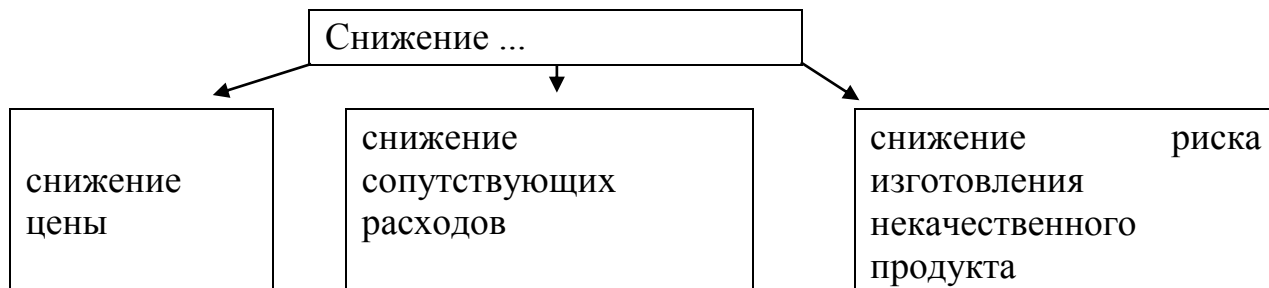 Снижение ...
снижение
цены
снижение
сопутствующих
расходов
снижение риска
изготовления
некачественного
продукта